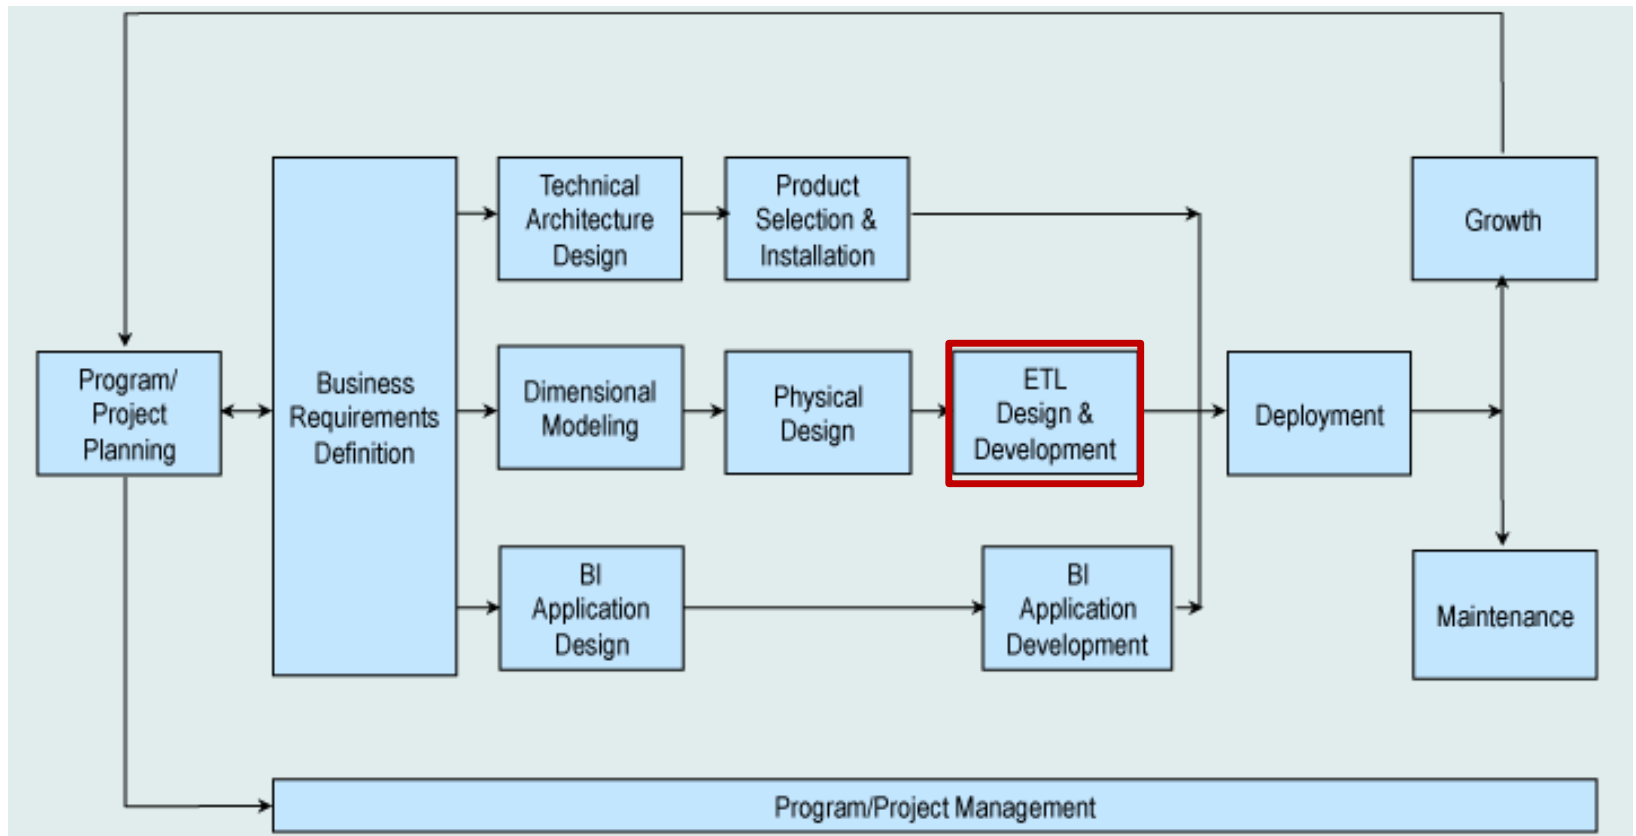 Technical
Architecture
Design
Product
Selection &
Installation
Growth
Program/
Project
Planning
Business
Requirements
Definition
Dimensional
Modeling
Physical
Design
ETL
Design &
Development
Deployment
BI
Application
Design
BI
Application
Development
Maintenance
Program/Project Management